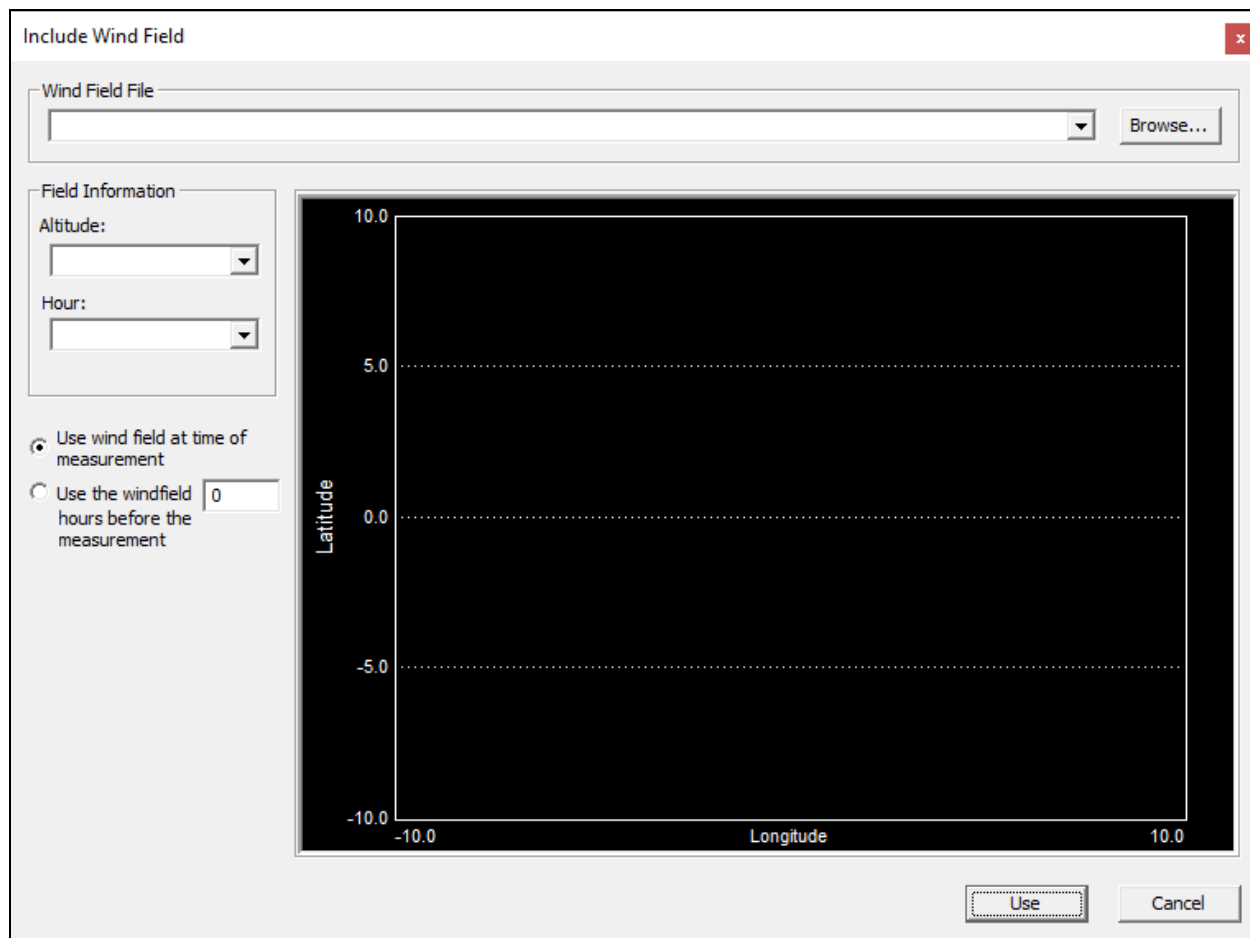 Include Wind Field
x
Wind Field File
Browse...
Field Information
Altitude:
Hour:
Use wind field at time of
measurement
Use the windfield 0
hours before the
measurement
10.0
5.0
0.0
-5.0
-10.0
Latitude
-10.0 Longitude 10.0
Use Cancel